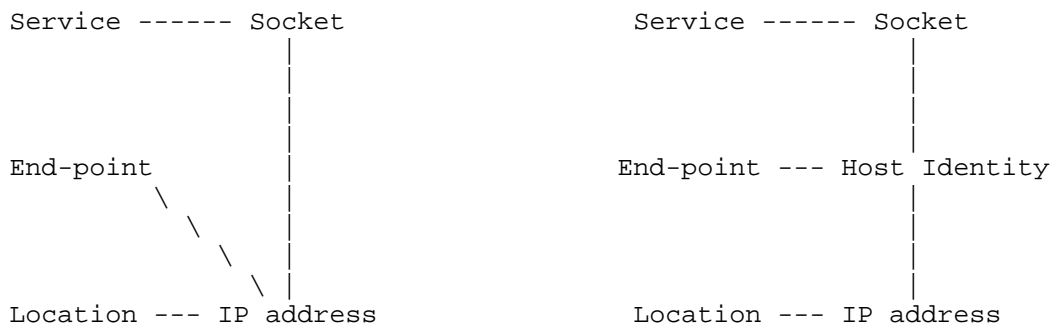 Service ------ Socket Service ------ Socket
End-point End-point --- Host Identity
Location --- IP address Location --- IP address